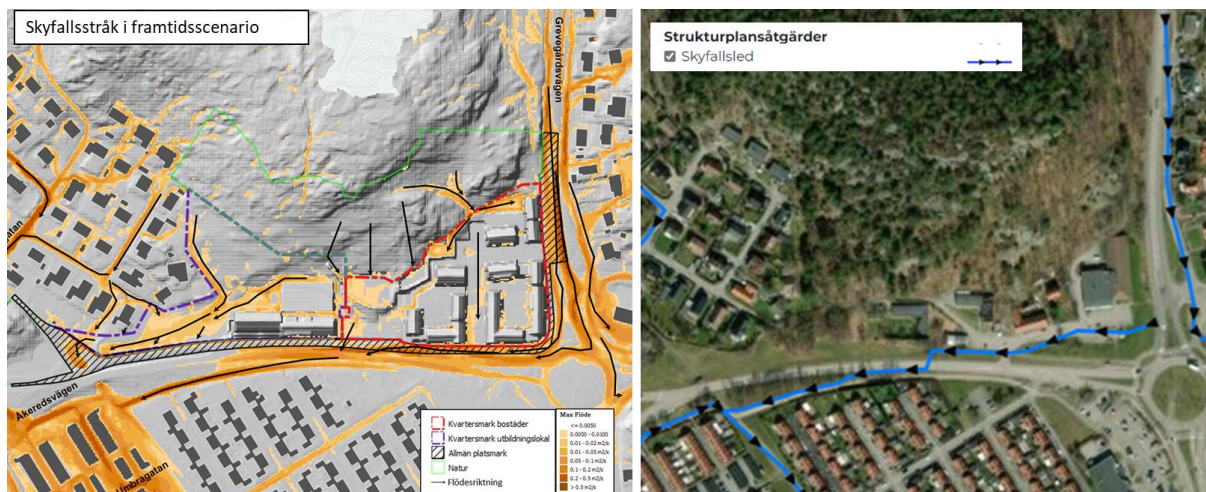 Skyfallsstråk i framtidsscenario
Grevegårdsvägen
gatan
Åkeredsvägen
Umbragatan
Kvartersmark bostäder
Kvartersmark utbildningslokal
Allmän platsmark
Natur
Flödesriktning
Max Flöde
<= 0.0050
0.0050 - 0.0100
0.01 - 0.02 m2/s
0.01 - 0.05 m2/s
0.05 - 0.1 m2/s
0.1 - 0.2 m2/s
0.2 - 0.5 m2/s
> 0.5 m2/s
Strukturplansåtgärder
Skyfallsled